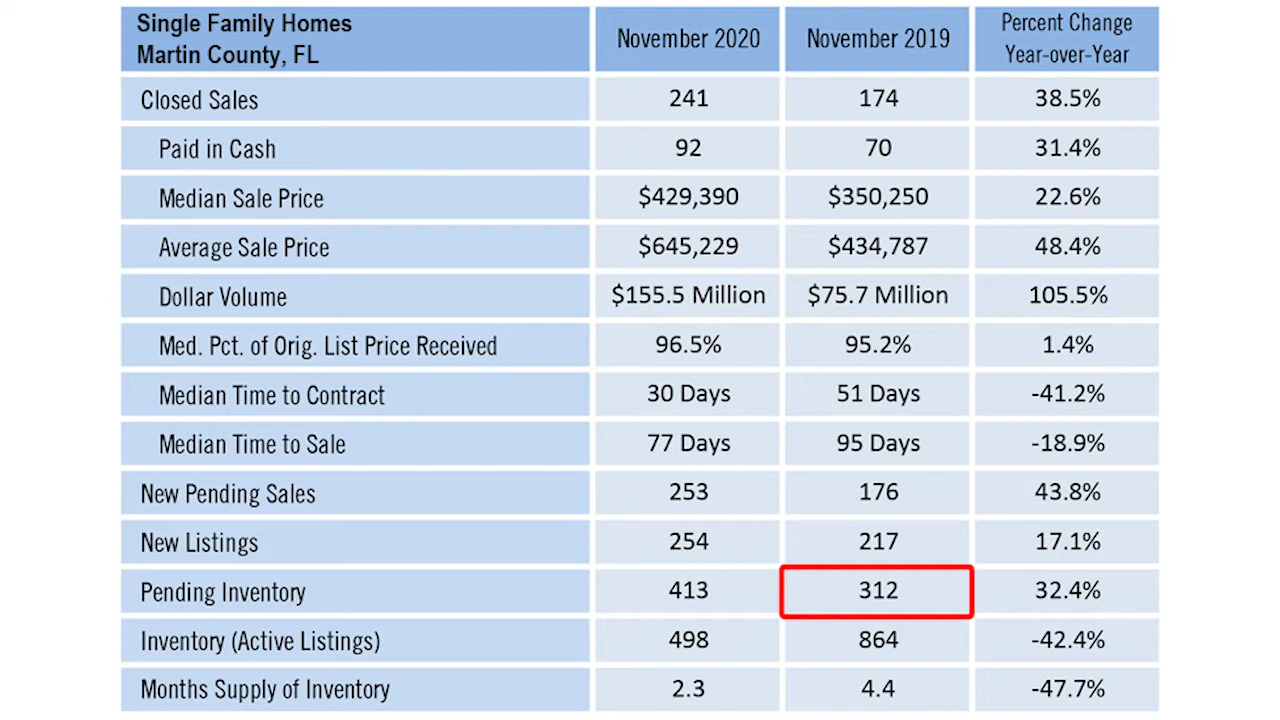 Single Family Homes
Martin County, FL
November 2020
November 2019
Percent Change
Year-over-Year
Closed Sales 241 174 38.5%
Paid in Cash 92 70 31.4%
Median Sale Price $429,390 $350,250 22.6%
Average Sale Price $645,229 $434,787 48.4%
Dollar Volume $155.5 Million $75.7 Million 105.5%
Med. Pct. of Orig. List Price Received 96.5% 95.2% 1.4%
Median Time to Contract 30 Days 51 Days -41.2%
Median Time to Sale 77 Days 95 Days -18.9%
New Pending Sales 253 176 43.8%
New Listings 254 217 17.1%
Pending Inventory 413 312 32.4%
Inventory (Active Listings) 498 864 -42.4%
Months Supply of Inventory 2.3 4.4 -47.7%